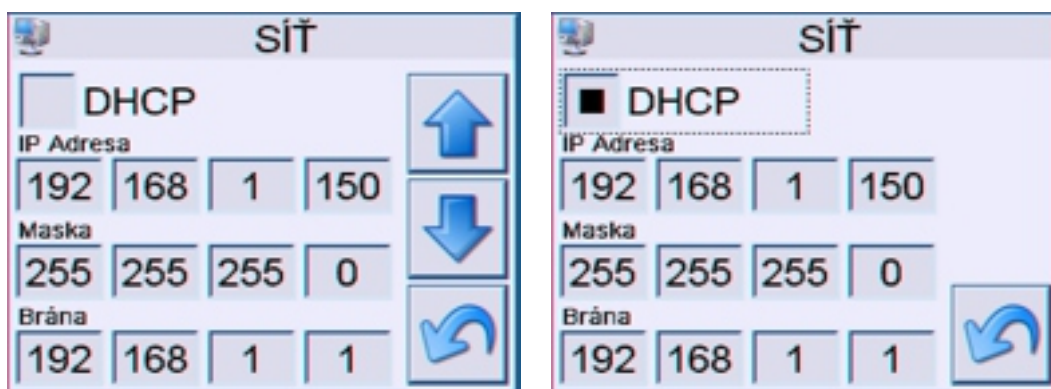 SÍŤ
DHCP
IP Adresa
192 168 1 150
Maska
255 255 255 0
Brána
192 168 1 1
SÍŤ
DHCP
IP Adresa
192 168 1 150
Maska
255 255 255 0
Brána
192 168 1 1